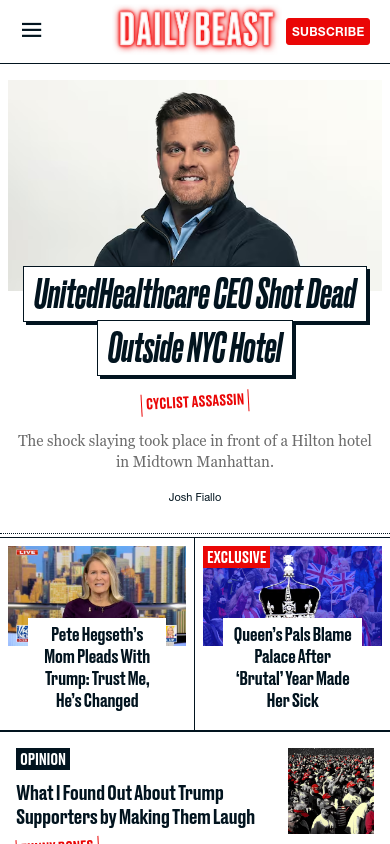 DAILY BEAST
SUBSCRIBE
UnitedHealthcare CEO Shot Dead
Outside NYC Hotel
CYCLIST ASSASSIN
The shock slaying took place in front of a Hilton hotel
in Midtown Manhattan.
Josh Fiallo
LIVE
Pete Hegseth’s
Mom Pleads With
Trump: Trust Me,
He’s Changed
EXCLUSIVE
Queen’s Pals Blame
Palace After
‘Brutal’ Year Made
Her Sick
OPINION
What I Found Out About Trump
Supporters by Making Them Laugh